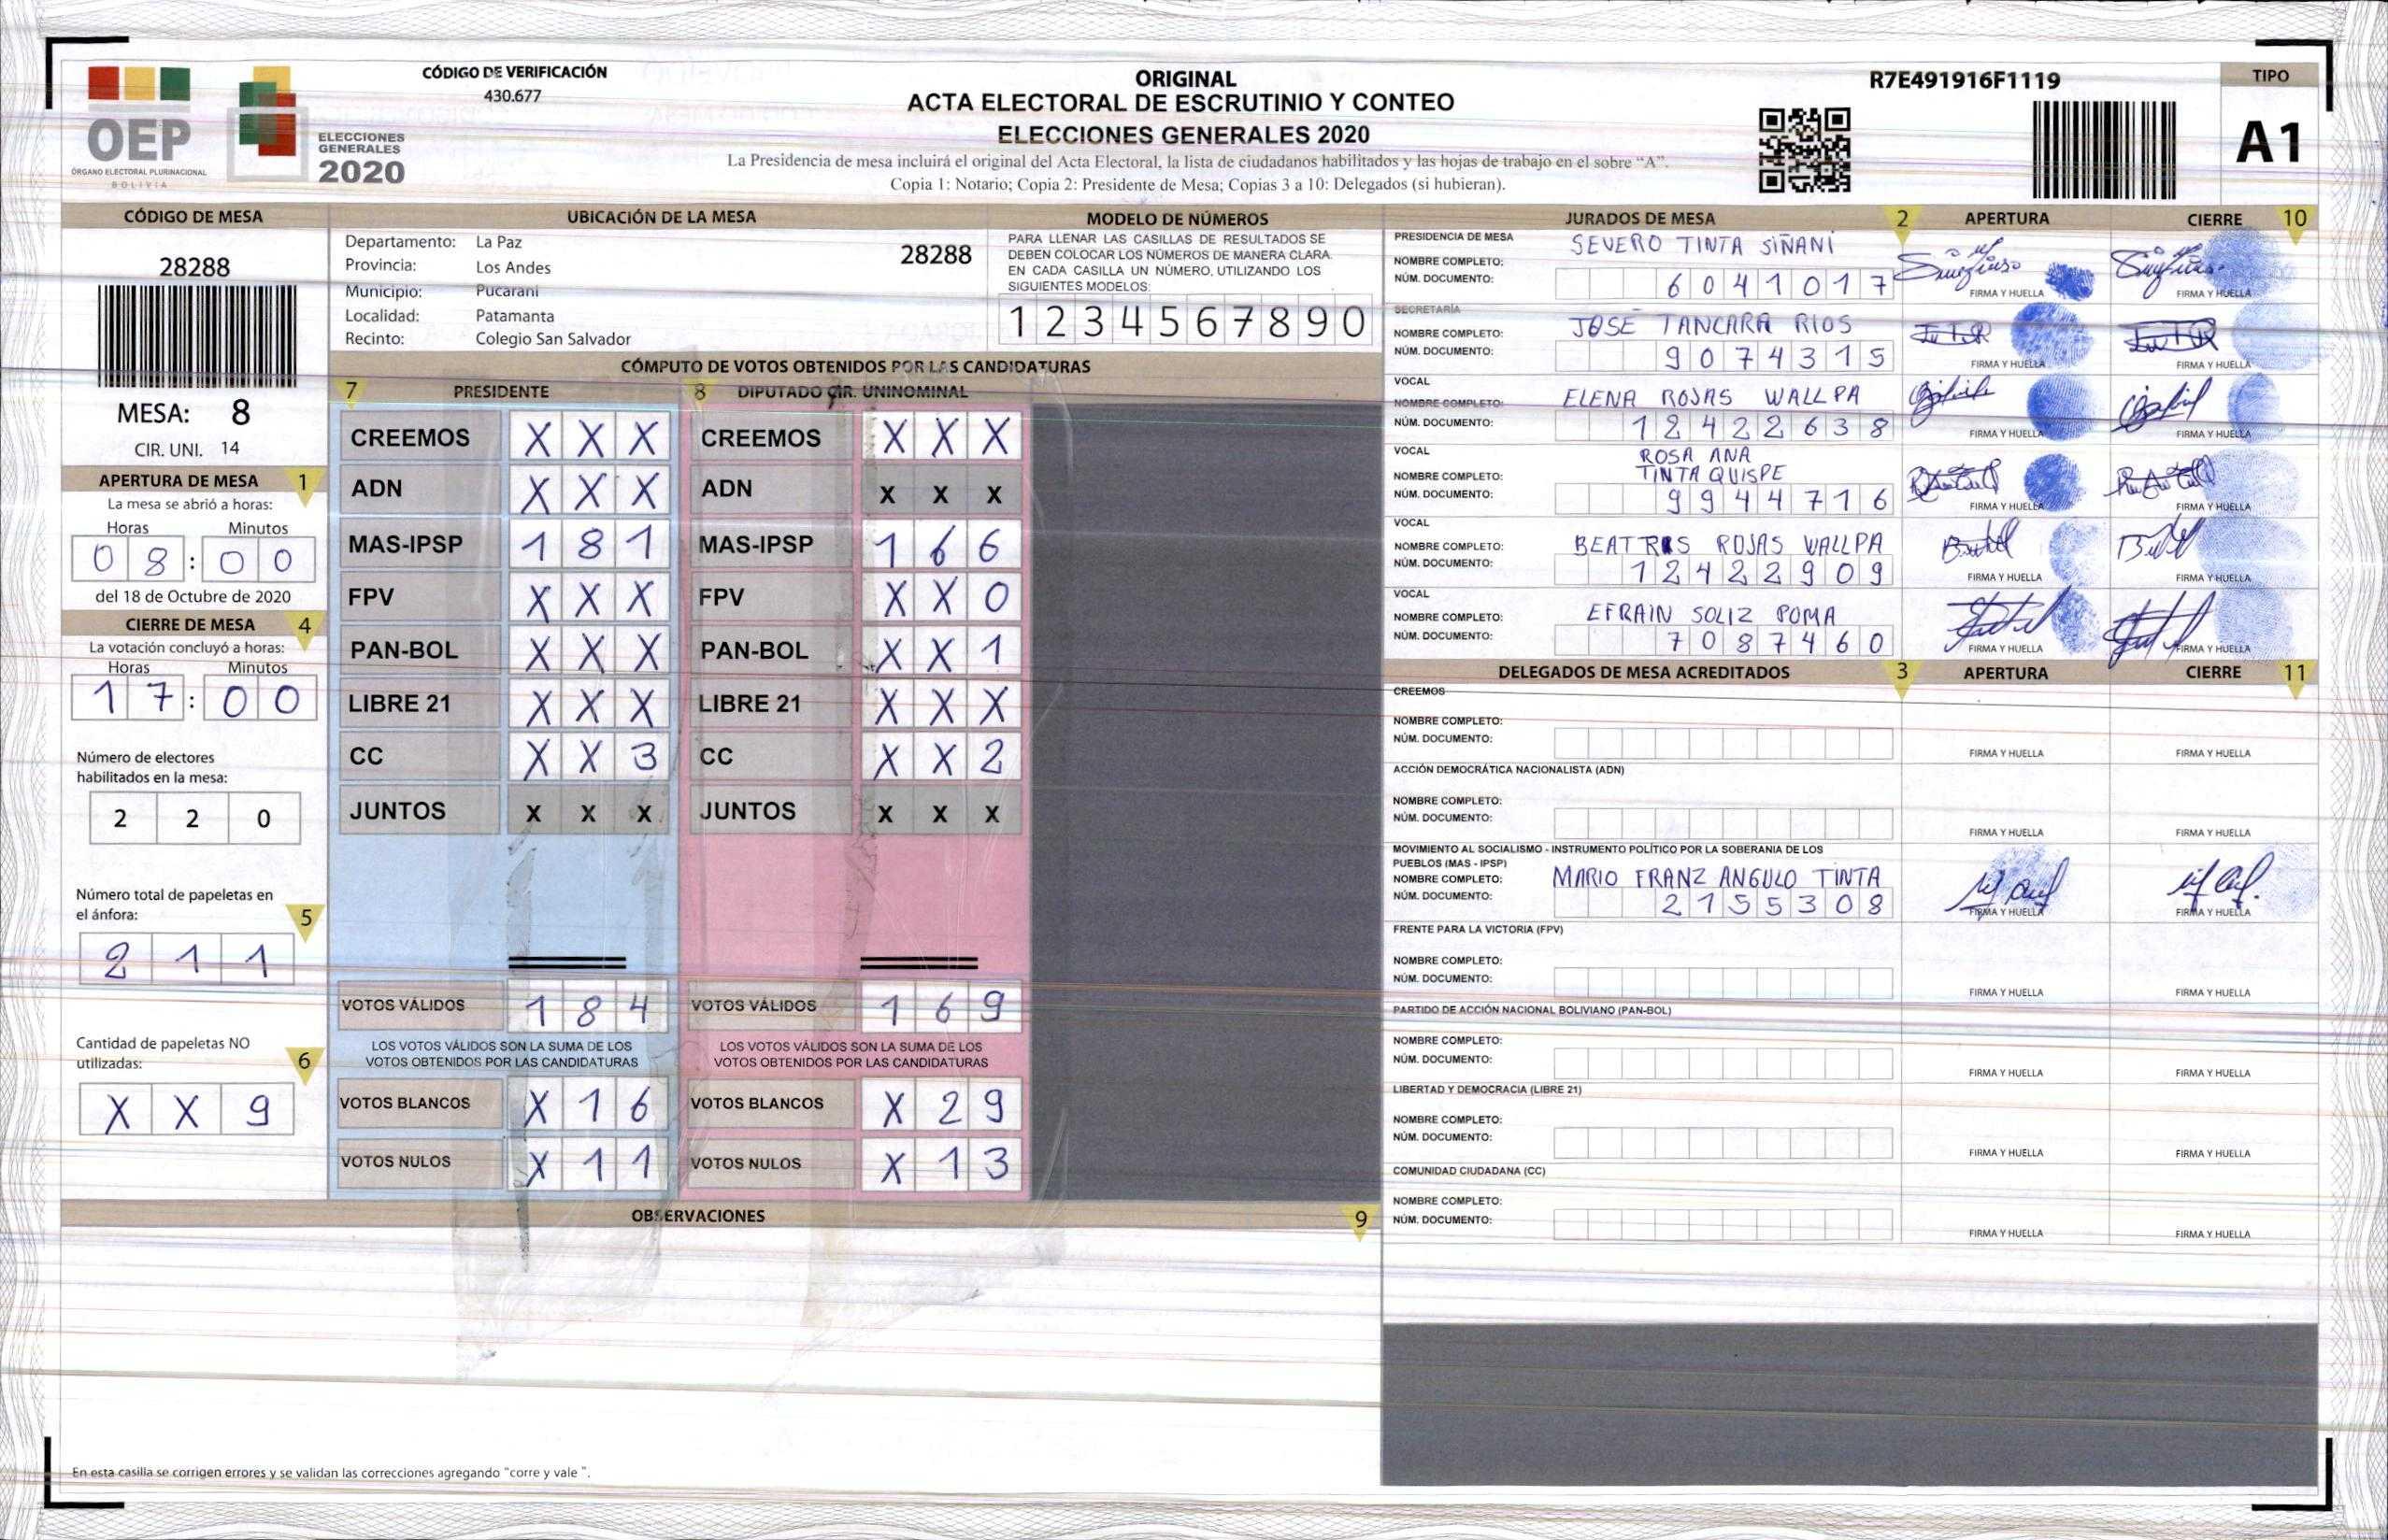 OEP
ÓRGANO ELECTORAL PLURINACIONAL
BOLIVIA
ELECCIONES
GENERALES
2020
CÓDIGO DE VERIFICACIÓN
430.677
ORIGINAL
ACTA ELECTORAL DE ESCRUTINIO Y CONTEO
ELECCIONES GENERALES 2020
La Presidencia de mesa incluirá el original del Acta Electoral, la lista de ciudadanos habilitados y las hojas de trabajo en el sobre "A".
Copia 1: Notario; Copia 2: Presidente de Mesa; Copias 3 a 10: Delegados (si hubieran).
R7E491916F1119
TIPO
A1
CÓDIGO DE MESA
28288
MESA: 8
CIR. UNI. 14
APERTURA DE MESA 1
La mesa se abrió a horas:
Horas Minutos
08:00
del 18 de Octubre de 2020
CIERRE DE MESA 4
La votación concluyó a horas:
Horas Minutos
17:00
Número de electores
habilitados en la mesa:
2 2 0
Número total de papeletas en
el ánfora: 5
2 1 1
Cantidad de papeletas NO
utilizadas: 6
X X 9
UBICACIÓN DE LA MESA
Departamento: La Paz 28288
Provincia: Los Andes
Municipio: Pucarani
Localidad: Patamanta
Recinto: Colegio San Salvador
MODELO DE NÚMEROS
PARA LLENAR LAS CASILLAS DE RESULTADOS SE
DEBEN COLOCAR LOS NÚMEROS DE MANERA CLARA.
EN CADA CASILLA UN NÚMERO, UTILIZANDO LOS
SIGUIENTES MODELOS:
1 2 3 4 5 6 7 8 9 0
CÓMPUTO DE VOTOS OBTENIDOS POR LAS CANDIDATURAS
7 PRESIDENTE 8 DIPUTADO CIR. UNINOMINAL
CREEMOS X X X CREEMOS X X X
ADN X X X ADN X X X
MAS-IPSP 1 8 1 MAS-IPSP 1 6 6
FPV X X X FPV X X 0
PAN-BOL X X X PAN-BOL X X 1
LIBRE 21 X X X LIBRE 21 X X X
CC X X 3 CC X X 2
JUNTOS X X X JUNTOS X X X
VOTOS VÁLIDOS 1 8 4 VOTOS VÁLIDOS 1 6 9
LOS VOTOS VÁLIDOS SON LA SUMA DE LOS LOS VOTOS VÁLIDOS SON LA SUMA DE LOS
VOTOS OBTENIDOS POR LAS CANDIDATURAS VOTOS OBTENIDOS POR LAS CANDIDATURAS
VOTOS BLANCOS X 1 6 VOTOS BLANCOS X 2 9
VOTOS NULOS X 1 1 VOTOS NULOS X 1 3
OBSERVACIONES 9
En esta casilla se corrigen errores y se validan las correcciones agregando "corre y vale ".
JURADOS DE MESA 2 APERTURA CIERRE 10
PRESIDENCIA DE MESA
NOMBRE COMPLETO: SEVERO TINTA SIÑANI
NÚM. DOCUMENTO: 6041017 FIRMA Y HUELLA FIRMA Y HUELLA
SECRETARÍA
NOMBRE COMPLETO: JOSE TANCARA RIOS
NÚM. DOCUMENTO: 9074315 FIRMA Y HUELLA FIRMA Y HUELLA
VOCAL
NOMBRE COMPLETO: ELENA ROJAS WALLPA
NÚM. DOCUMENTO: 12422638 FIRMA Y HUELLA FIRMA Y HUELLA
VOCAL
NOMBRE COMPLETO: ROSA ANA
TINTA QUISPE
NÚM. DOCUMENTO: 9944716 FIRMA Y HUELLA FIRMA Y HUELLA
VOCAL
NOMBRE COMPLETO: BEATRIS ROJAS WALLPA
NÚM. DOCUMENTO: 12422909 FIRMA Y HUELLA FIRMA Y HUELLA
VOCAL
NOMBRE COMPLETO: EFRAIN SOLIZ POMA
NÚM. DOCUMENTO: 7087460 FIRMA Y HUELLA FIRMA Y HUELLA
DELEGADOS DE MESA ACREDITADOS 3 APERTURA CIERRE 11
CREEMOS
NOMBRE COMPLETO:
NÚM. DOCUMENTO: FIRMA Y HUELLA FIRMA Y HUELLA
ACCIÓN DEMOCRÁTICA NACIONALISTA (ADN)
NOMBRE COMPLETO:
NÚM. DOCUMENTO: FIRMA Y HUELLA FIRMA Y HUELLA
MOVIMIENTO AL SOCIALISMO - INSTRUMENTO POLÍTICO POR LA SOBERANIA DE LOS
PUEBLOS (MAS - IPSP)
NOMBRE COMPLETO: MARIO FRANZ ANGULO TINTA
NÚM. DOCUMENTO: 2155308 FIRMA Y HUELLA FIRMA Y HUELLA
FRENTE PARA LA VICTORIA (FPV)
NOMBRE COMPLETO:
NÚM. DOCUMENTO: FIRMA Y HUELLA FIRMA Y HUELLA
PARTIDO DE ACCIÓN NACIONAL BOLIVIANO (PAN-BOL)
NOMBRE COMPLETO:
NÚM. DOCUMENTO: FIRMA Y HUELLA FIRMA Y HUELLA
LIBERTAD Y DEMOCRACIA (LIBRE 21)
NOMBRE COMPLETO:
NÚM. DOCUMENTO: FIRMA Y HUELLA FIRMA Y HUELLA
COMUNIDAD CIUDADANA (CC)
NOMBRE COMPLETO:
NÚM. DOCUMENTO: FIRMA Y HUELLA FIRMA Y HUELLA